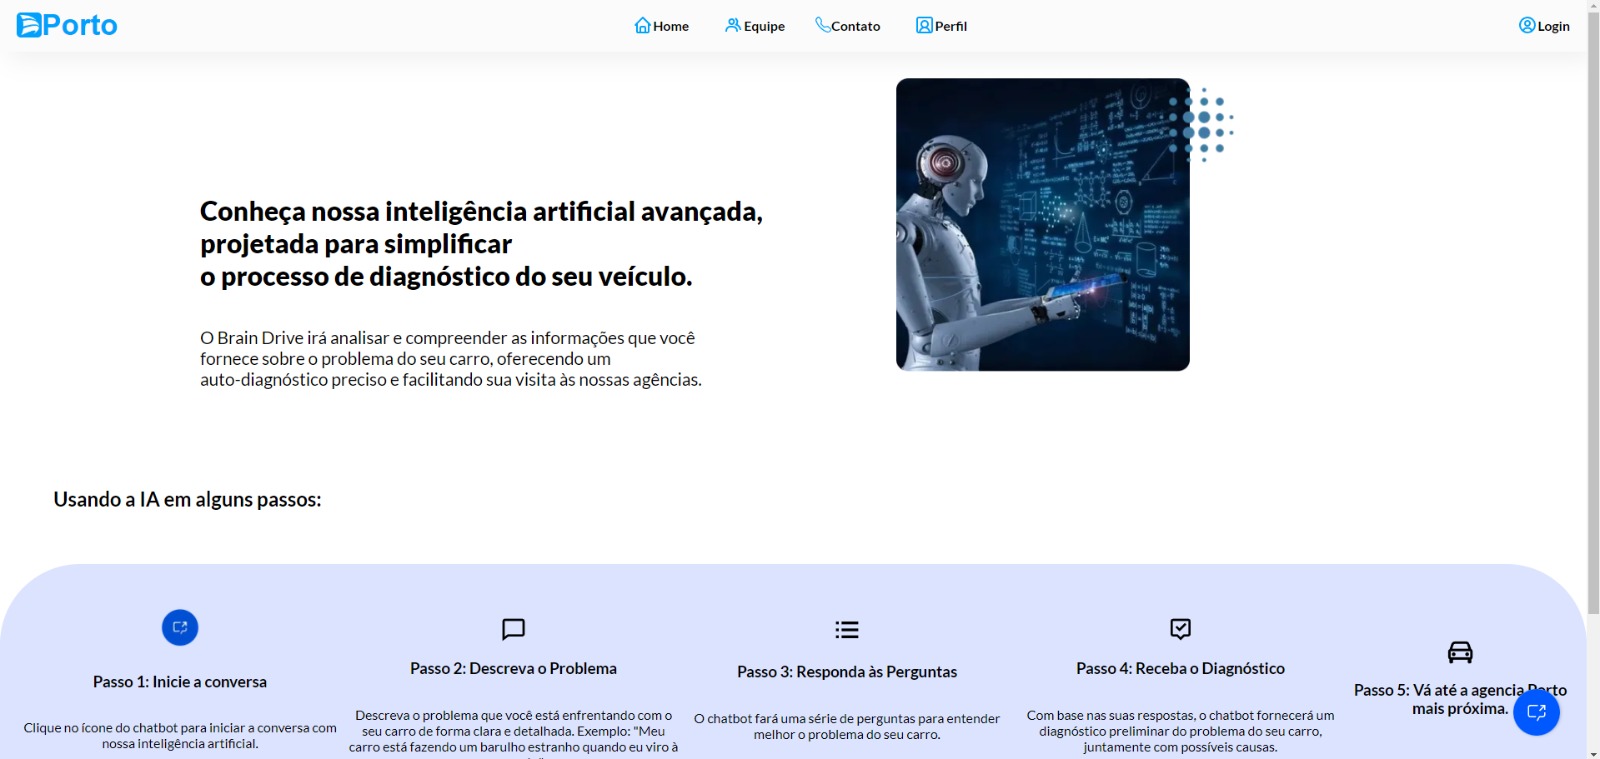 Porto
Home
Equipe
Contato
Perfil
Login
Conheça nossa inteligência artificial avançada,
projetada para simplificar
o processo de diagnóstico do seu veículo.
O Brain Drive irá analisar e compreender as informações que você
fornece sobre o problema do seu carro, oferecendo um
auto-diagnóstico preciso e facilitando sua visita às nossas agências.
Usando a IA em alguns passos:
Passo 1: Inicie a conversa
Clique no ícone do chatbot para iniciar a conversa com
nossa inteligência artificial.
Passo 2: Descreva o Problema
Descreva o problema que você está enfrentando com o
seu carro de forma clara e detalhada. Exemplo: "Meu
carro está fazendo um barulho estranho quando eu viro à
Passo 3: Responda às Perguntas
O chatbot fará uma série de perguntas para entender
melhor o problema do seu carro.
Passo 4: Receba o Diagnóstico
Com base nas suas respostas, o chatbot fornecerá um
diagnóstico preliminar do problema do seu carro,
juntamente com possíveis causas.
Passo 5: Vá até a agencia Porto
mais próxima.